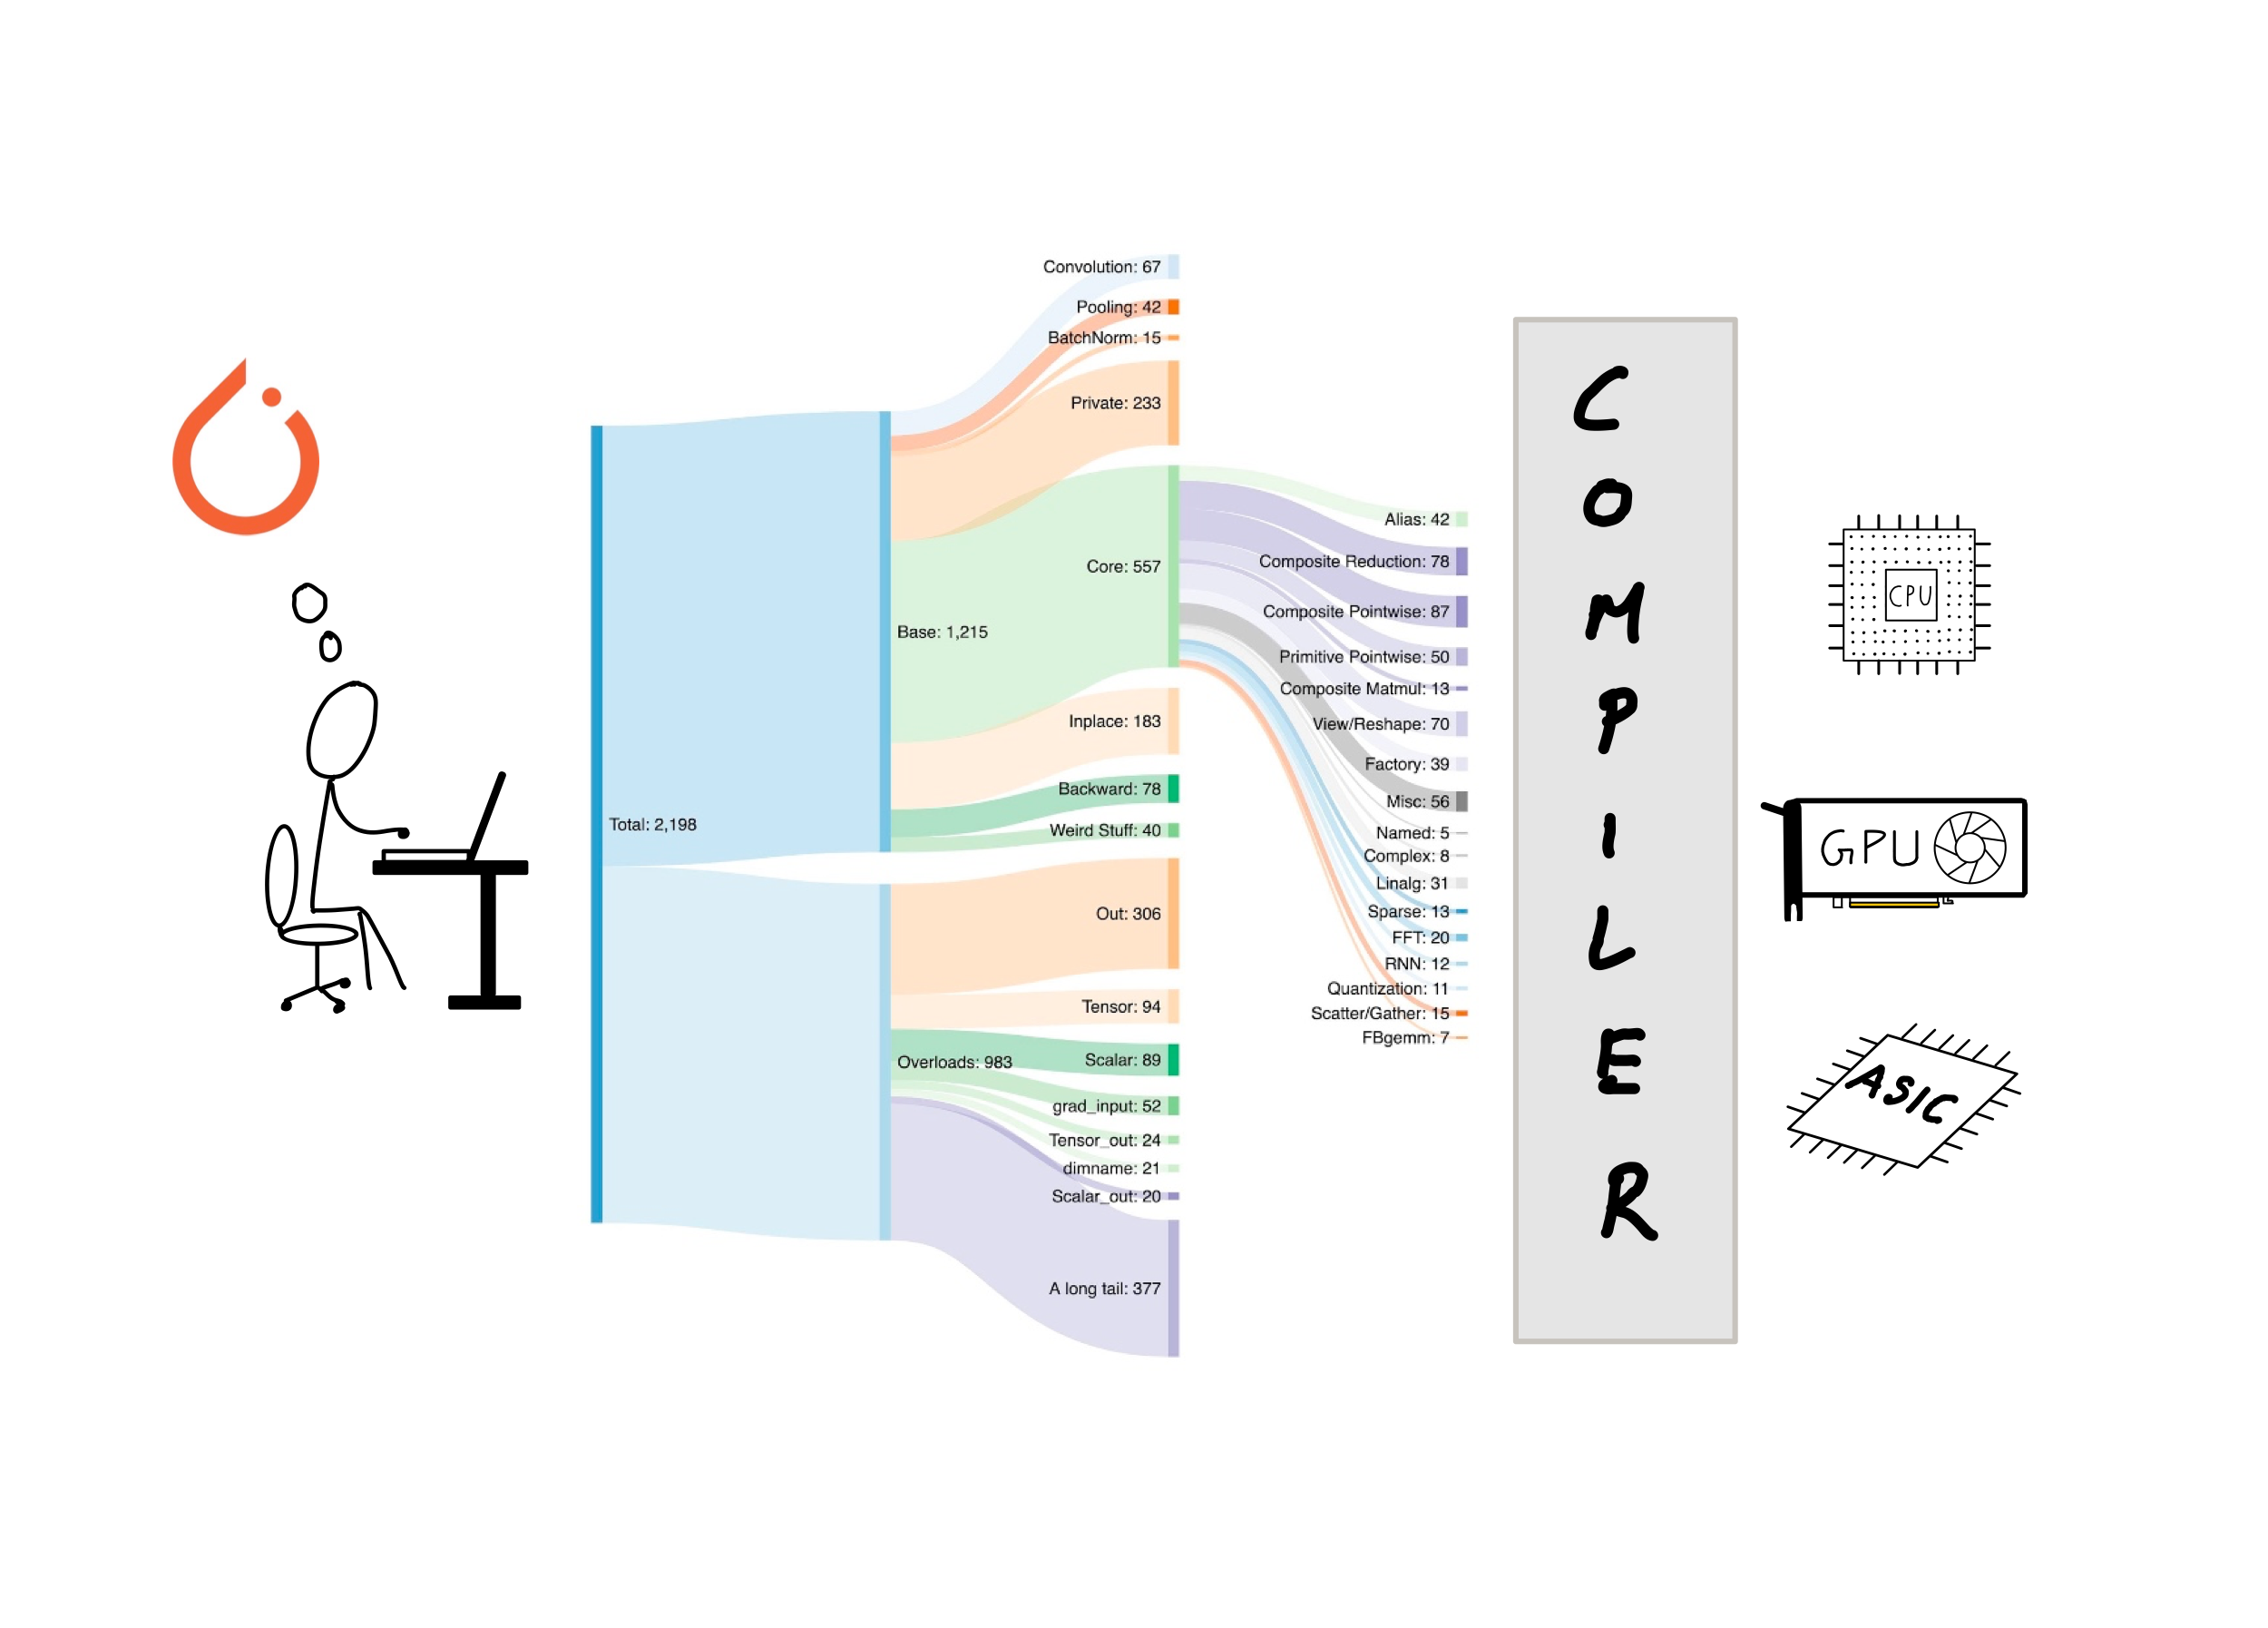 Total: 2,198
Base: 1,215
Overloads: 983
Convolution: 67
Pooling: 42
BatchNorm: 15
Private: 233
Core: 557
Inplace: 183
Backward: 78
Weird Stuff: 40
Out: 306
Tensor: 94
Scalar: 89
grad_input: 52
Tensor_out: 24
dimname: 21
Scalar_out: 20
A long tail: 377
Alias: 42
Composite Reduction: 78
Composite Pointwise: 87
Primitive Pointwise: 50
Composite Matmul: 13
View/Reshape: 70
Factory: 39
Misc: 56
Named: 5
Complex: 8
Linalg: 31
Sparse: 13
FFT: 20
RNN: 12
Quantization: 11
Scatter/Gather: 15
FBgemm: 7
COMPILER
CPU
GPU
ASIC